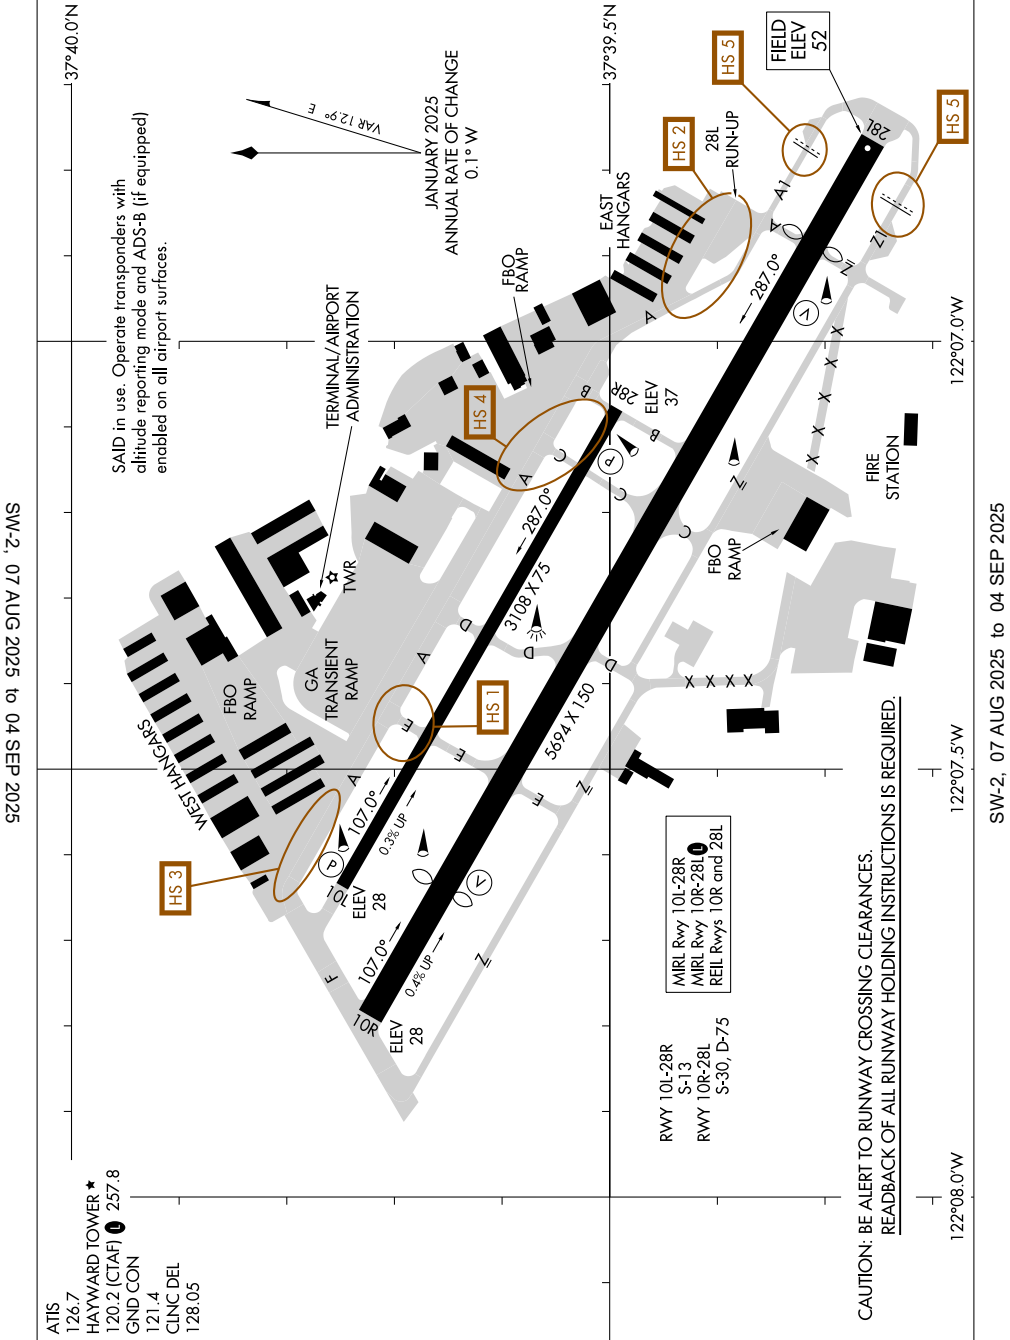 ATIS
126.7
HAYWARD TOWER ★
120.2 (CTAF) L 257.8
GND CON
121.4
CLNC DEL
128.05
SAID in use. Operate transponders with
altitude reporting mode and ADS-B (if equipped)
enabled on all airport surfaces.
JANUARY 2025
ANNUAL RATE OF CHANGE
0.1° W
VAR 12.9° E
37°40.0'N
37°39.5'N
FIELD
ELEV
52
HS 5
HS 5
HS 2
28L
RUN-UP
EAST
HANGARS
FBO
RAMP
TERMINAL/AIRPORT
ADMINISTRATION
TWR
HS 4
GA
TRANSIENT
RAMP
FBO
RAMP
WEST HANGARS
HS 3
HS 1
A1
A
Z1
Z
28L
287.0°
V
A
B
28R
ELEV
37
B
P
C
A
C
C
Z
287.0°
3108 X 75
D
D
D
A
E
E
E
Z
5694 X 150
A
107.0°
0.3% UP
P
10L
ELEV
28
V
107.0°
0.4% UP
10R
ELEV
28
F
Z
X
X
X
X
X
X X X X
FIRE
STATION
FBO
RAMP
122°07.0'W
122°07.5'W
122°08.0'W
MIRL Rwy 10L-28R
MIRL Rwy 10R-28L L
REIL Rwys 10R and 28L
RWY 10L-28R
S-13
RWY 10R-28L
S-30, D-75
CAUTION: BE ALERT TO RUNWAY CROSSING CLEARANCES.
READBACK OF ALL RUNWAY HOLDING INSTRUCTIONS IS REQUIRED.
SW-2, 07 AUG 2025 to 04 SEP 2025
SW-2, 07 AUG 2025 to 04 SEP 2025